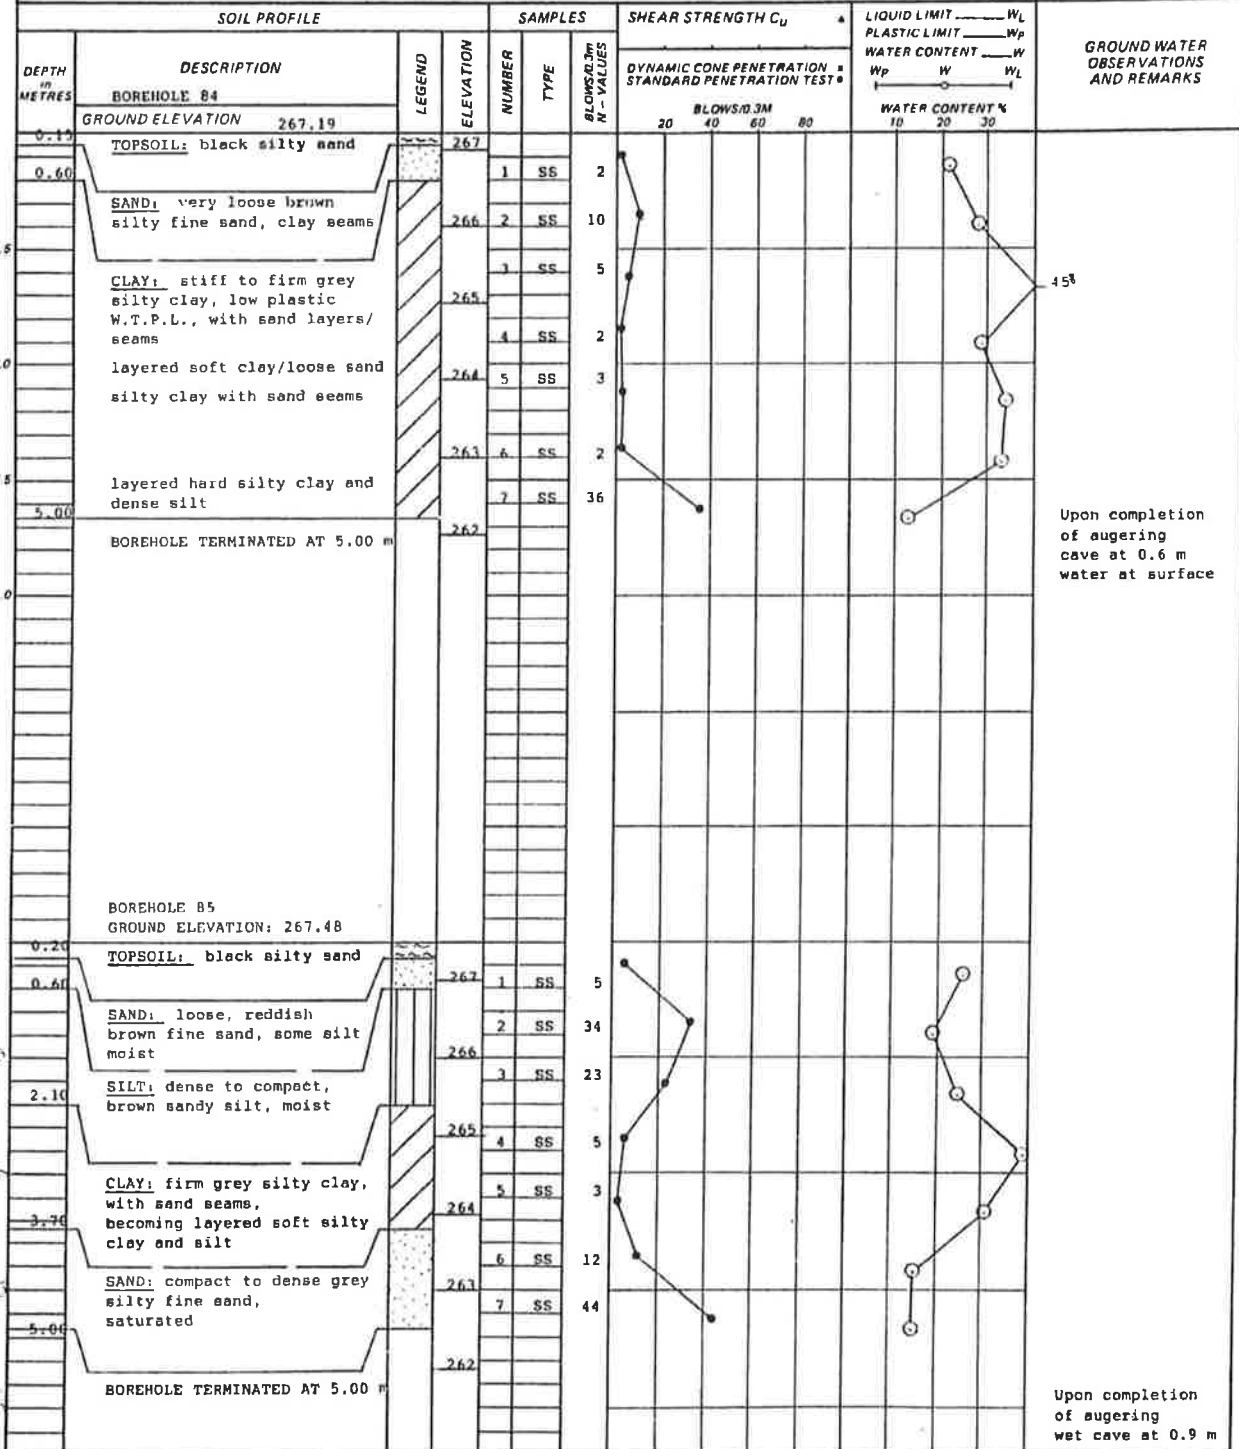 SOIL PROFILE
SAMPLES
SHEAR STRENGTH Cu
LIQUID LIMIT WL
PLASTIC LIMIT Wp
WATER CONTENT W
Wp W WL
WATER CONTENT %
10 20 30
GROUND WATER
OBSERVATIONS
AND REMARKS
DEPTH
in
METRES
DESCRIPTION
LEGEND
ELEVATION
NUMBER
TYPE
BLOWS/0.3m
N - VALUES
DYNAMIC CONE PENETRATION
STANDARD PENETRATION TEST
BLOWS/0.3M
20 40 60 80
BOREHOLE 84
GROUND ELEVATION 267.19
0.15
TOPSOIL: black silty sand
267
0.60
1 SS 2
SAND: very loose brown
silty fine sand, clay seams
266
2 SS 10
5
3 SS 5
CLAY: stiff to firm grey
silty clay, low plastic
W.T.P.L., with sand layers/
seams
45%
265
4 SS 2
0
layered soft clay/loose sand
264
5 SS 3
silty clay with sand seams
263
6 SS 2
5
layered hard silty clay and
dense silt
7 SS 36
5.00
262
BOREHOLE TERMINATED AT 5.00 m
Upon completion
of augering
cave at 0.6 m
water at surface
0
BOREHOLE 85
GROUND ELEVATION: 267.48
0.20
TOPSOIL: black silty sand
267
0.60
1 SS 5
SAND: loose, reddish
brown fine sand, some silt
moist
2 SS 34
266
3 SS 23
SILT: dense to compact,
brown sandy silt, moist
2.10
265
4 SS 5
CLAY: firm grey silty clay,
with sand seams,
becoming layered soft silty
clay and silt
5 SS 3
264
3.70
6 SS 12
SAND: compact to dense grey
silty fine sand,
saturated
263
7 SS 44
5.00
262
BOREHOLE TERMINATED AT 5.00 m
Upon completion
of augering
wet cave at 0.9 m